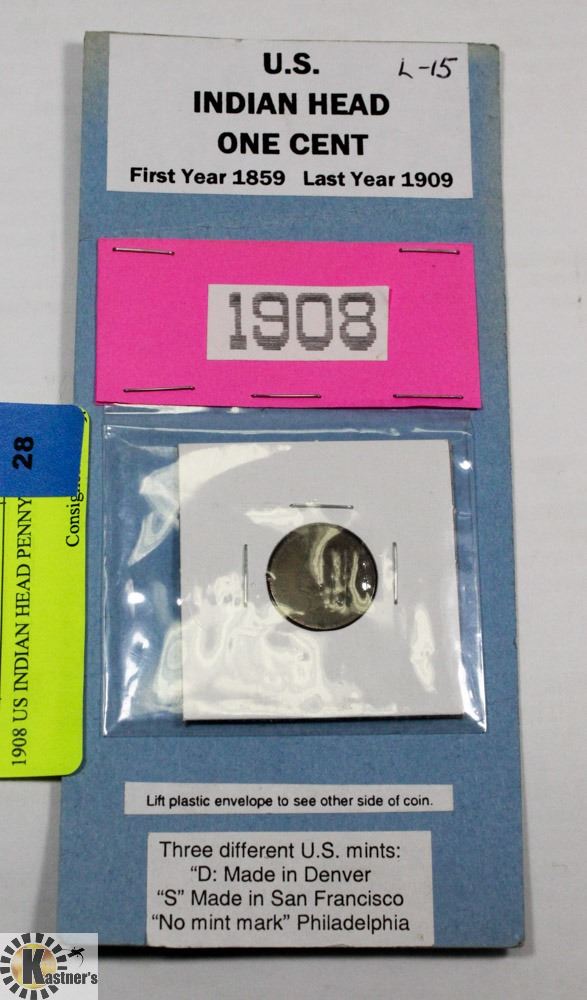 U.S.
L-15
INDIAN HEAD
ONE CENT
First Year 1859 Last Year 1909
1908
28
1908 US INDIAN HEAD PENNY
Lift plastic envelope to see other side of coin.
Three different U.S. mints:
"D: Made in Denver
"S" Made in San Francisco
"No mint mark" Philadelphia
Kastner's